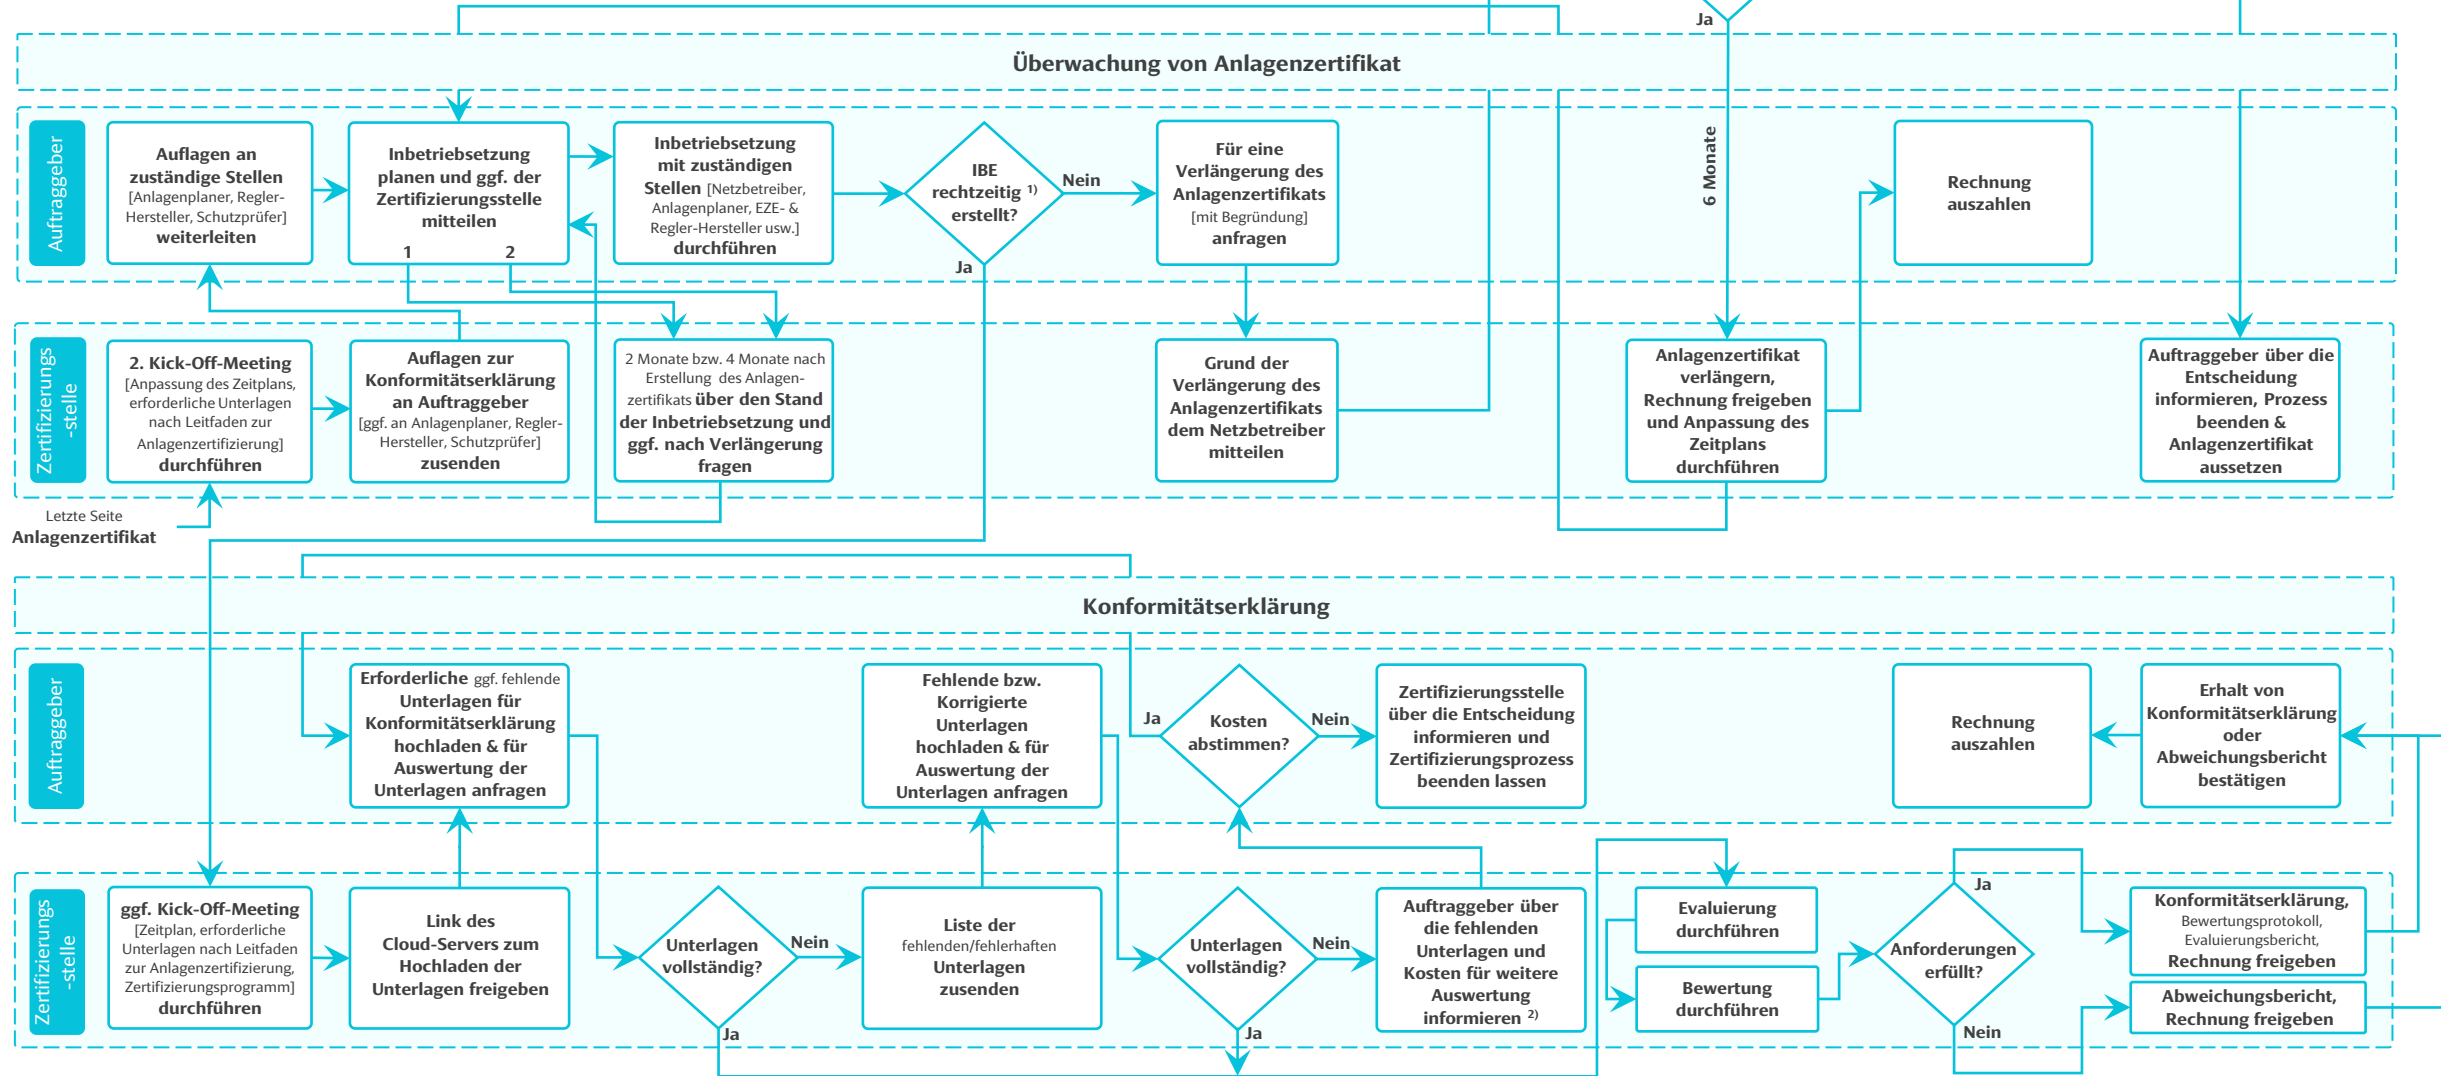 Ja
Überwachung von Anlagenzertifikat
Auftraggeber
Auflagen an
zuständige Stellen
[Anlagenplaner, Regler-
Hersteller, Schutzprüfer]
weiterleiten
Inbetriebsetzung
planen und ggf. der
Zertifizierungsstelle
mitteilen
1
2
Inbetriebsetzung
mit zuständigen
Stellen [Netzbetreiber,
Anlagenplaner, EZE- &
Regler-Hersteller usw.]
durchführen
IBE
rechtzeitig 1)
erstellt?
Nein
Ja
Für eine
Verlängerung des
Anlagenzertifikats
[mit Begründung]
anfragen
6 Monate
Rechnung
auszahlen
Zertifizierungs
-stelle
2. Kick-Off-Meeting
[Anpassung des Zeitplans,
erforderliche Unterlagen
nach Leitfaden zur
Anlagenzertifizierung]
durchführen
Auflagen zur
Konformitätserklärung
an Auftraggeber
[ggf. an Anlagenplaner, Regler-
Hersteller, Schutzprüfer]
zusenden
2 Monate bzw. 4 Monate nach
Erstellung des Anlagen-
zertifikats über den Stand
der Inbetriebsetzung und
ggf. nach Verlängerung
fragen
Grund der
Verlängerung des
Anlagenzertifikats
dem Netzbetreiber
mitteilen
Anlagenzertifikat
verlängern,
Rechnung freigeben
und Anpassung des
Zeitplans
durchführen
Auftraggeber über die
Entscheidung
informieren, Prozess
beenden &
Anlagenzertifikat
aussetzen
Letzte Seite
Anlagenzertifikat
Konformitätserklärung
Auftraggeber
Erforderliche ggf. fehlende
Unterlagen für
Konformitätserklärung
hochladen & für
Auswertung der
Unterlagen anfragen
Fehlende bzw.
Korrigierte
Unterlagen
hochladen & für
Auswertung der
Unterlagen anfragen
Ja
Kosten
abstimmen?
Nein
Zertifizierungsstelle
über die Entscheidung
informieren und
Zertifizierungsprozess
beenden lassen
Rechnung
auszahlen
Erhalt von
Konformitätserklärung
oder
Abweichungsbericht
bestätigen
Zertifizierungs
-stelle
ggf. Kick-Off-Meeting
[Zeitplan, erforderliche
Unterlagen nach Leitfaden
zur Anlagenzertifizierung,
Zertifizierungsprogramm]
durchführen
Link des
Cloud-Servers zum
Hochladen der
Unterlagen freigeben
Unterlagen
vollständig?
Nein
Ja
Liste der
fehlenden/fehlerhaften
Unterlagen
zusenden
Unterlagen
vollständig?
Nein
Ja
Auftraggeber über
die fehlenden
Unterlagen und
Kosten für weitere
Auswertung
informieren 2)
Evaluierung
durchführen
Bewertung
durchführen
Anforderungen
erfüllt?
Ja
Nein
Konformitätserklärung,
Bewertungsprotokoll,
Evaluierungsbericht,
Rechnung freigeben
Abweichungsbericht,
Rechnung freigeben